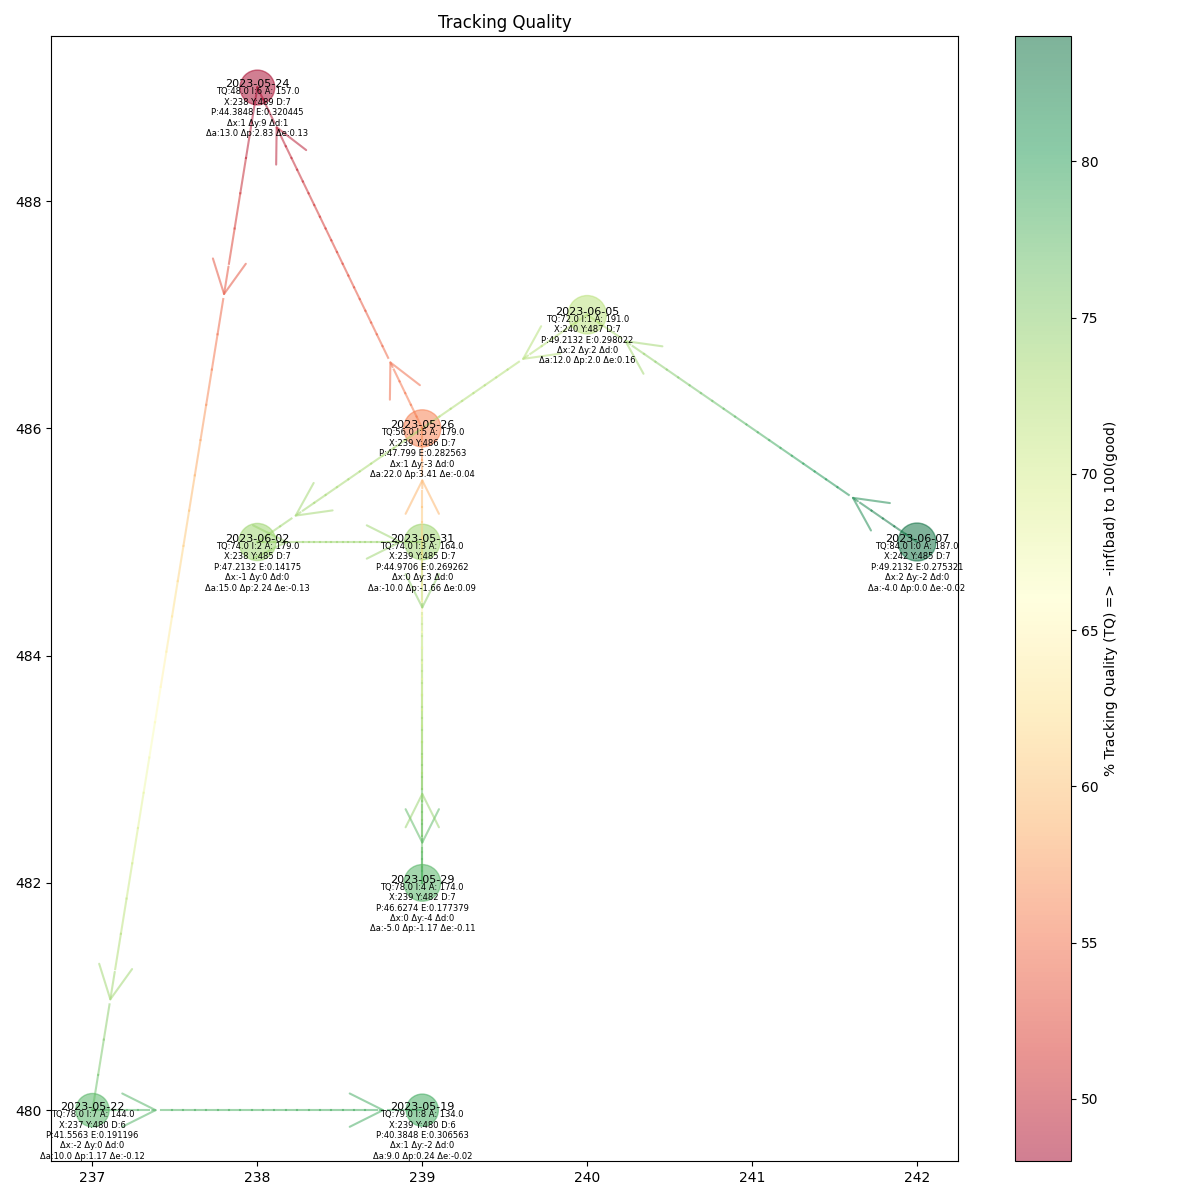 Tracking Quality
2023-05-24
TQ:48.0 I:6 A: 157.0
X:238 Y:489 D:7
P:44.3848 E:0.320445
Δx:1 Δy:9 Δd:1
Δa:13.0 Δp:2.83 Δe:0.13
2023-06-05
TQ:72.0 I:1 A: 191.0
X:240 Y:487 D:7
P:49.2132 E:0.298022
Δx:2 Δy:2 Δd:0
Δa:12.0 Δp:2.0 Δe:0.16
2023-05-26
TQ:56.0 I:5 A: 179.0
X:239 Y:486 D:7
P:47.799 E:0.282563
Δx:1 Δy:-3 Δd:0
Δa:22.0 Δp:3.41 Δe:-0.04
2023-06-02
TQ:74.0 I:2 A: 179.0
X:238 Y:485 D:7
P:47.2132 E:0.14175
Δx:-1 Δy:0 Δd:0
Δa:15.0 Δp:2.24 Δe:-0.13
2023-05-31
TQ:74.0 I:3 A: 164.0
X:239 Y:485 D:7
P:44.9706 E:0.269262
Δx:0 Δy:3 Δd:0
Δa:-10.0 Δp:-1.66 Δe:0.09
2023-06-07
TQ:84.0 I:0 A: 187.0
X:242 Y:485 D:7
P:49.2132 E:0.275321
Δx:2 Δy:-2 Δd:0
Δa:-4.0 Δp:0.0 Δe:-0.02
2023-05-29
TQ:78.0 I:4 A: 174.0
X:239 Y:482 D:7
P:46.6274 E:0.177379
Δx:0 Δy:-4 Δd:0
Δa:-5.0 Δp:-1.17 Δe:-0.11
2023-05-22
TQ:78.0 I:7 A: 144.0
X:237 Y:480 D:6
P:41.5563 E:0.191196
Δx:-2 Δy:0 Δd:0
Δa:10.0 Δp:1.17 Δe:-0.12
2023-05-19
TQ:79.0 I:8 A: 134.0
X:239 Y:480 D:6
P:40.3848 E:0.306563
Δx:1 Δy:-2 Δd:0
Δa:9.0 Δp:0.24 Δe:-0.02
488
486
484
482
480
237
238
239
240
241
242
80
75
70
65
60
55
50
% Tracking Quality (TQ) => -inf(bad) to 100(good)